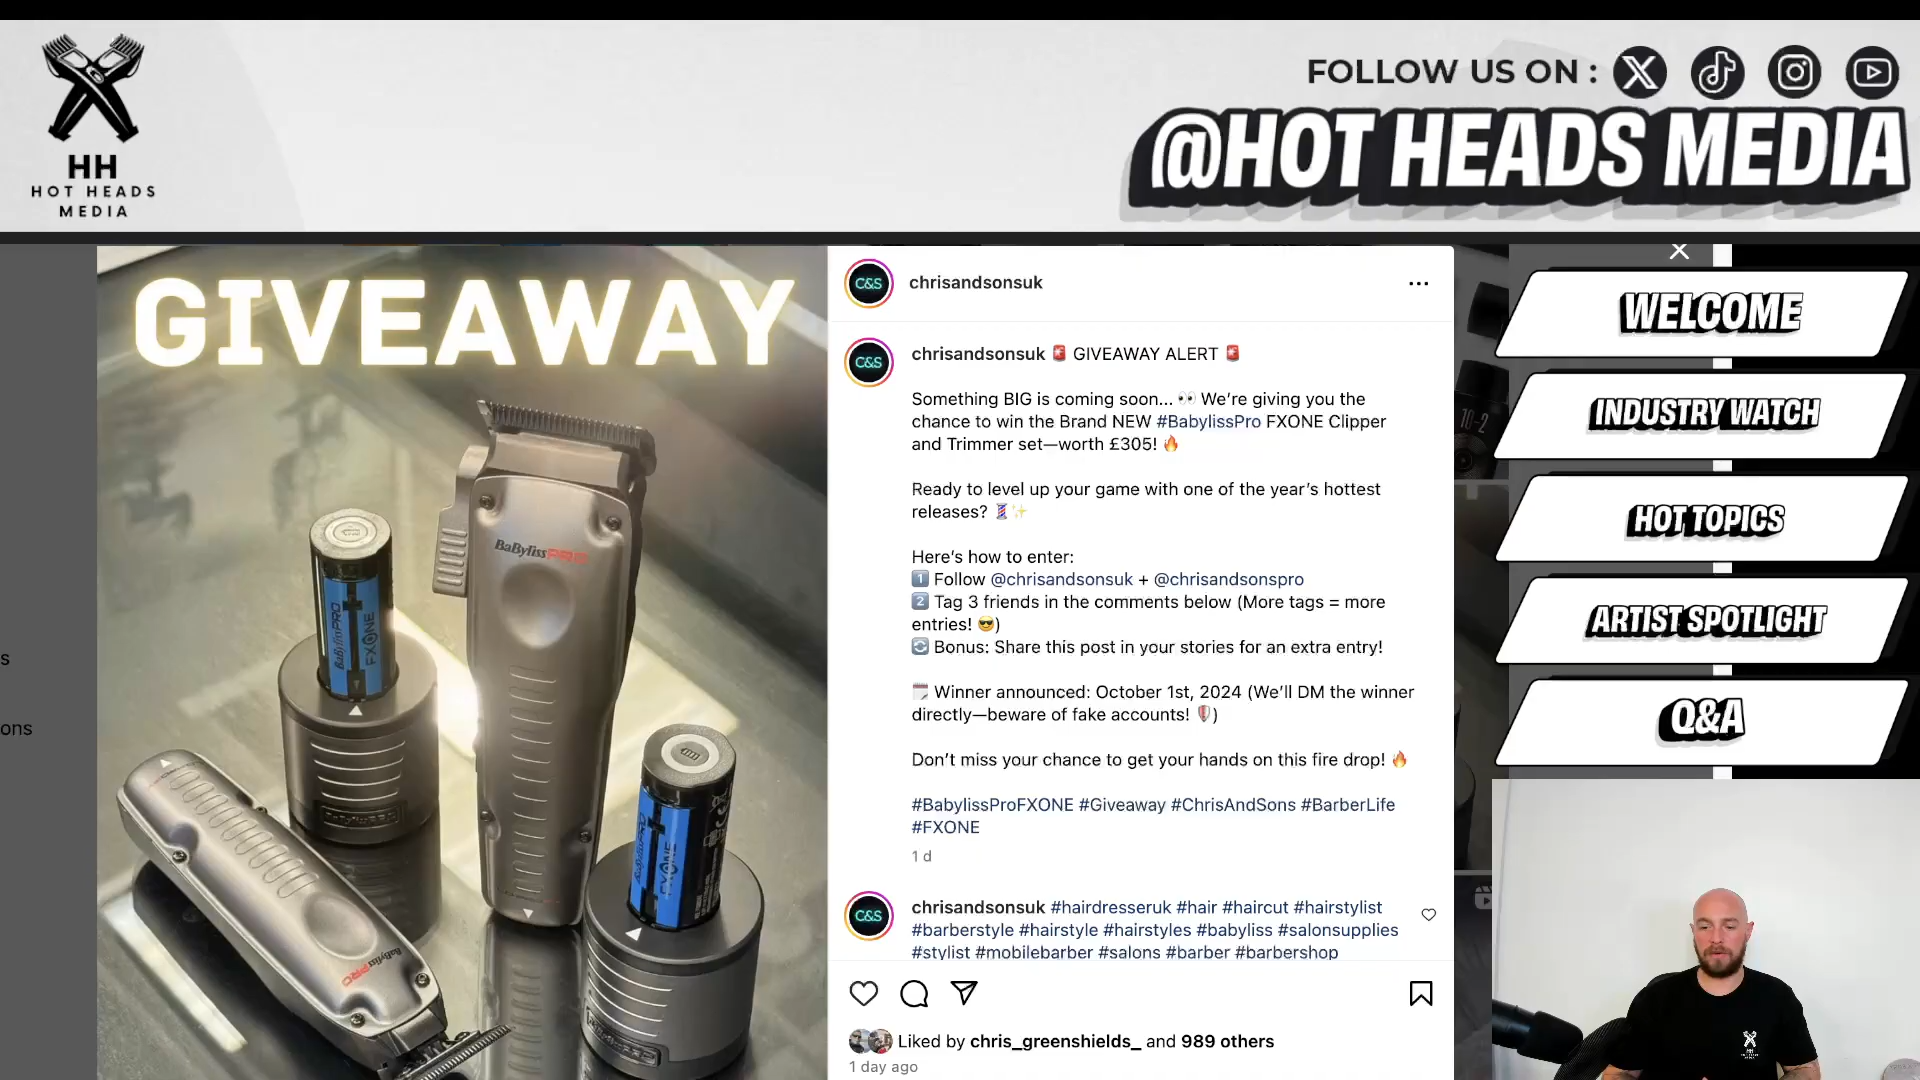 HH
HOT HEADS
MEDIA
FOLLOW US ON :
@HOT HEADS MEDIA
GIVEAWAY
BaBylissPRO
BaBylissPRO
FXONE
BaBylissPRO
FXONE
BaBylissPRO
chrisandsonsuk
C&S
C&S
chrisandsonsuk 🚨 GIVEAWAY ALERT 🚨
Something BIG is coming soon... 👀 We're giving you the
chance to win the Brand NEW #BabylissPro FXONE Clipper
and Trimmer set—worth £305! 🔥
Ready to level up your game with one of the year's hottest
releases? 💈✨
Here's how to enter:
1️⃣ Follow @chrisandsonsuk + @chrisandsonspro
2️⃣ Tag 3 friends in the comments below (More tags = more
entries! 😎)
🔄 Bonus: Share this post in your stories for an extra entry!
🗓️ Winner announced: October 1st, 2024 (We'll DM the winner
directly—beware of fake accounts! 🛡️)
Don't miss your chance to get your hands on this fire drop! 🔥
#BabylissProFXONE #Giveaway #ChrisAndSons #BarberLife
#FXONE
1 d
C&S
chrisandsonsuk #hairdresseruk #hair #haircut #hairstylist
#barberstyle #hairstyle #hairstyles #babyliss #salonsupplies
#stylist #mobilebarber #salons #barber #barbershop
Liked by chris_greenshields_ and 989 others
1 day ago
s
ons
10-2
WELCOME
INDUSTRY WATCH
HOT TOPICS
ARTIST SPOTLIGHT
Q&A